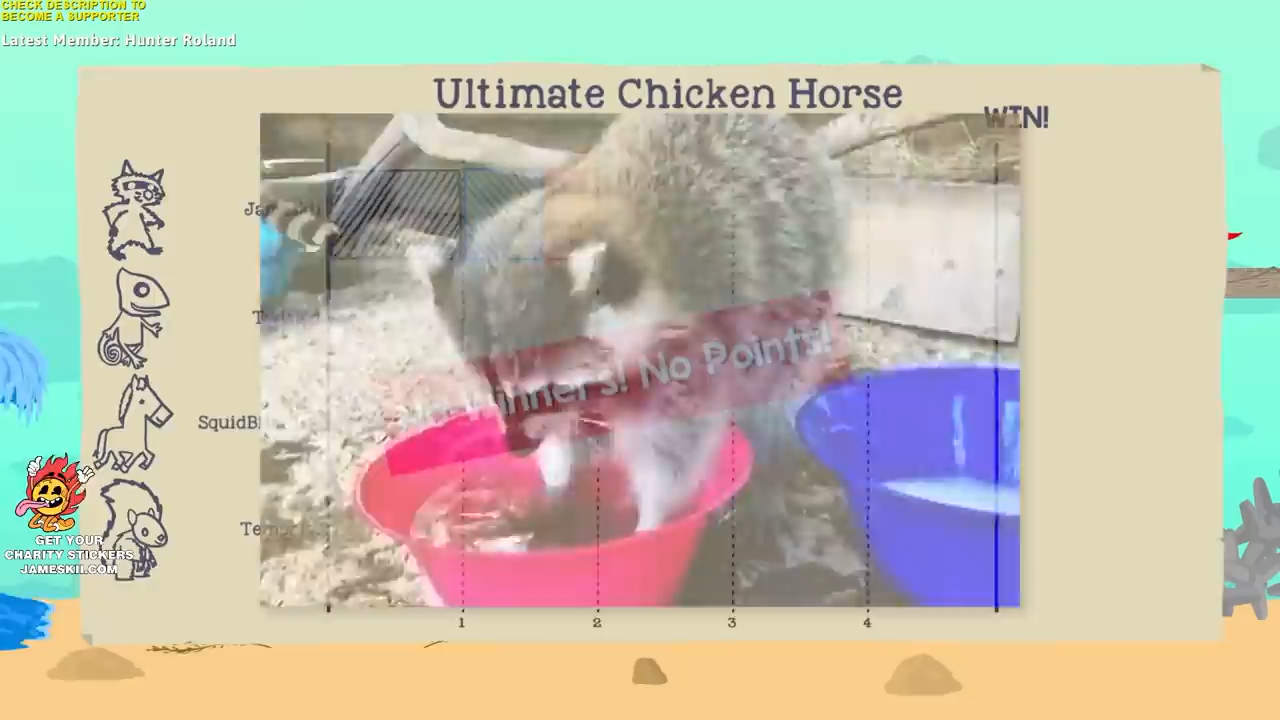 CHECK DESCRIPTION TO
BECOME A SUPPORTER
Latest Member: Hunter Roland
Ultimate Chicken Horse
WIN!
No Points!
GET YOUR
CHARITY STICKERS
JAMESKII.COM
1 2 3 4